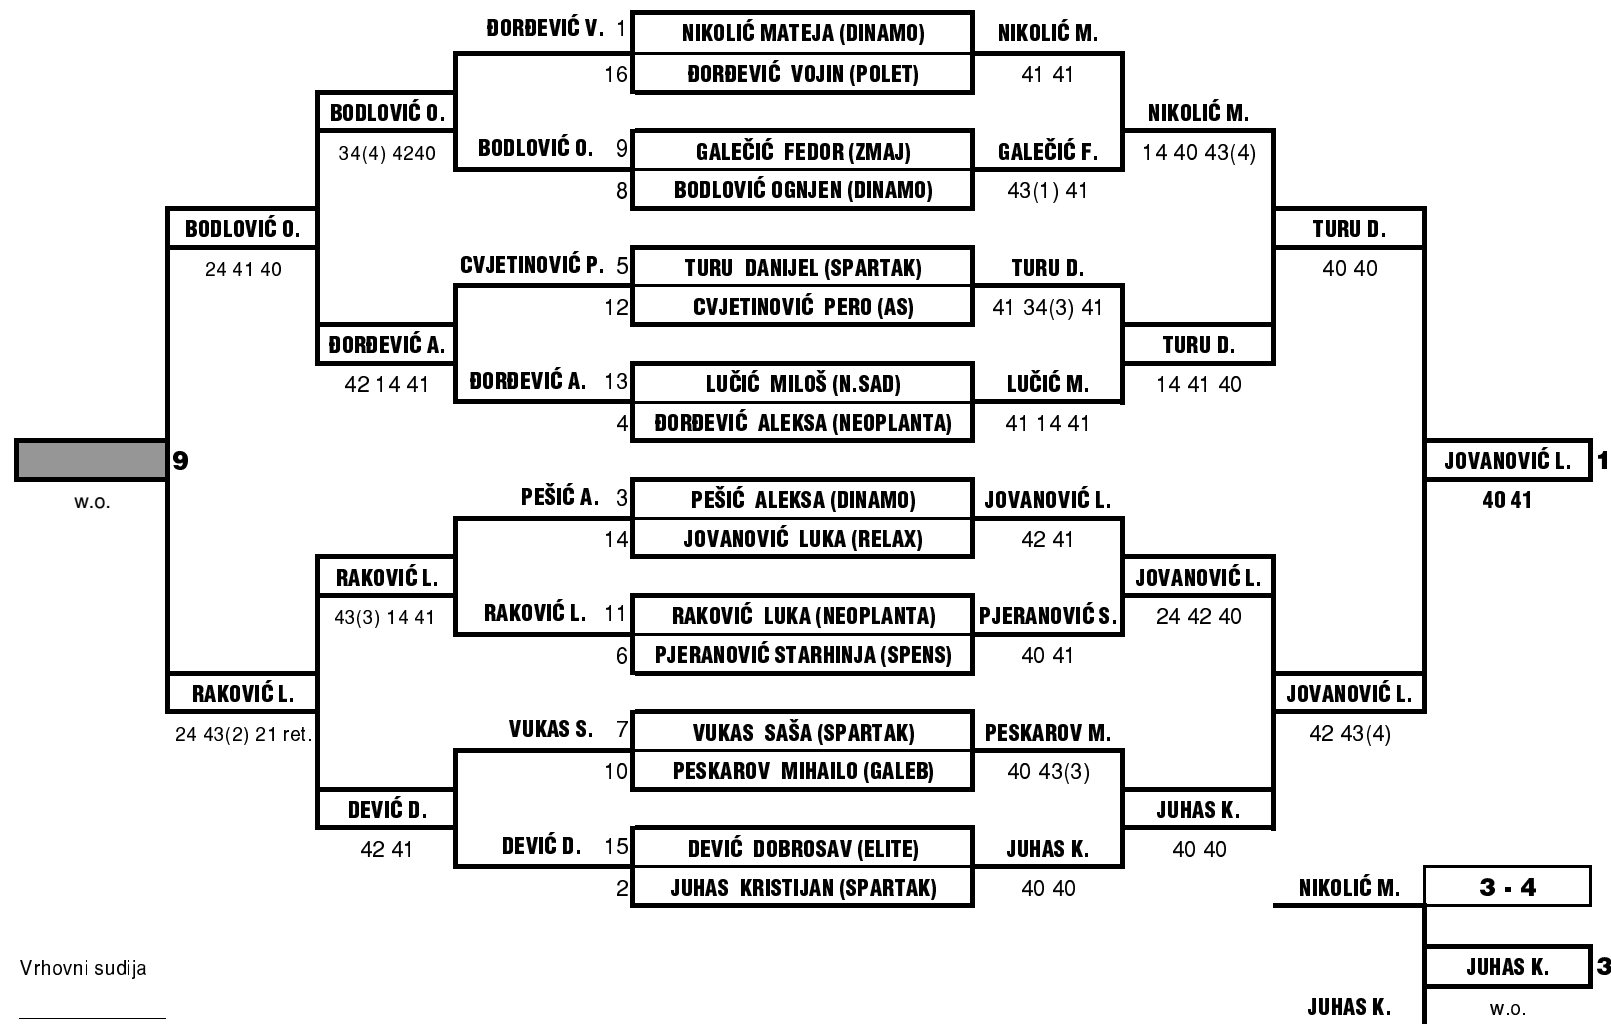 ĐORĐEVIĆ V. 1 NIKOLIĆ MATEJA (DINAMO) NIKOLIĆ M.
16 ĐORĐEVIĆ VOJIN (POLET) 41 41
BODLOVIĆ O. NIKOLIĆ M.
34(4) 4240 BODLOVIĆ O. 9 GALEČIĆ FEDOR (ZMAJ) GALEČIĆ F. 14 40 43(4)
8 BODLOVIĆ OGNJEN (DINAMO) 43(1) 41
BODLOVIĆ O. TURU D.
24 41 40 CVJETINOVIĆ P. 5 TURU DANIJEL (SPARTAK) TURU D. 40 40
12 CVJETINOVIĆ PERO (AS) 41 34(3) 41
ĐORĐEVIĆ A. TURU D.
42 14 41 ĐORĐEVIĆ A. 13 LUČIĆ MILOŠ (N.SAD) LUČIĆ M. 14 41 40
4 ĐORĐEVIĆ ALEKSA (NEOPLANTA) 41 14 41
9 JOVANOVIĆ L. 1
w.o. PEŠIĆ A. 3 PEŠIĆ ALEKSA (DINAMO) JOVANOVIĆ L. 40 41
14 JOVANOVIĆ LUKA (RELAX) 42 41
RAKOVIĆ L. JOVANOVIĆ L.
43(3) 14 41 RAKOVIĆ L. 11 RAKOVIĆ LUKA (NEOPLANTA) PJERANOVIĆ S. 24 42 40
6 PJERANOVIĆ STARHINJA (SPENS) 40 41
RAKOVIĆ L. JOVANOVIĆ L.
24 43(2) 21 ret. VUKAS S. 7 VUKAS SAŠA (SPARTAK) PESKAROV M. 42 43(4)
10 PESKAROV MIHAILO (GALEB) 40 43(3)
DEVIĆ D. JUHAS K.
42 41 DEVIĆ D. 15 DEVIĆ DOBROSAV (ELITE) JUHAS K. 40 40
2 JUHAS KRISTIJAN (SPARTAK) 40 40 NIKOLIĆ M. 3 - 4
Vrhovni sudija JUHAS K. 3
JUHAS K. w.o.